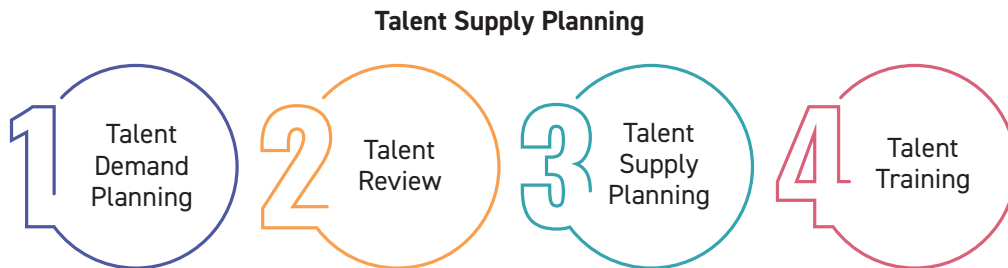 Talent Supply Planning
1
Talent
Demand
Planning
2
Talent
Review
3
Talent
Supply
Planning
4
Talent
Training